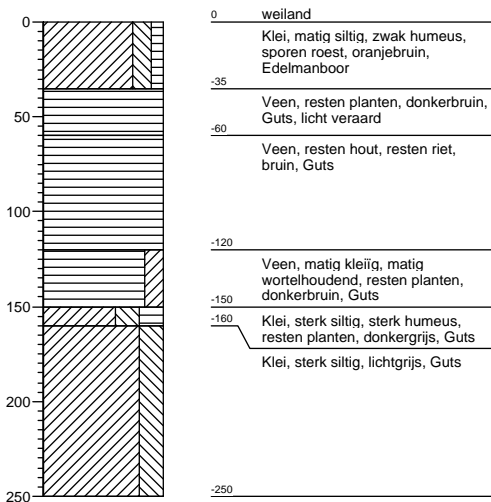 0
50
100
150
200
250
0 weiland
Klei, matig siltig, zwak humeus,
sporen roest, oranjebruin,
Edelmanboor
-35
Veen, resten planten, donkerbruin,
Guts, licht veraard
-60
Veen, resten hout, resten riet,
bruin, Guts
-120
Veen, matig kleiïg, matig
wortelhoudend, resten planten,
donkerbruin, Guts
-150
-160 Klei, sterk siltig, sterk humeus,
resten planten, donkergrijs, Guts
Klei, sterk siltig, lichtgrijs, Guts
-250